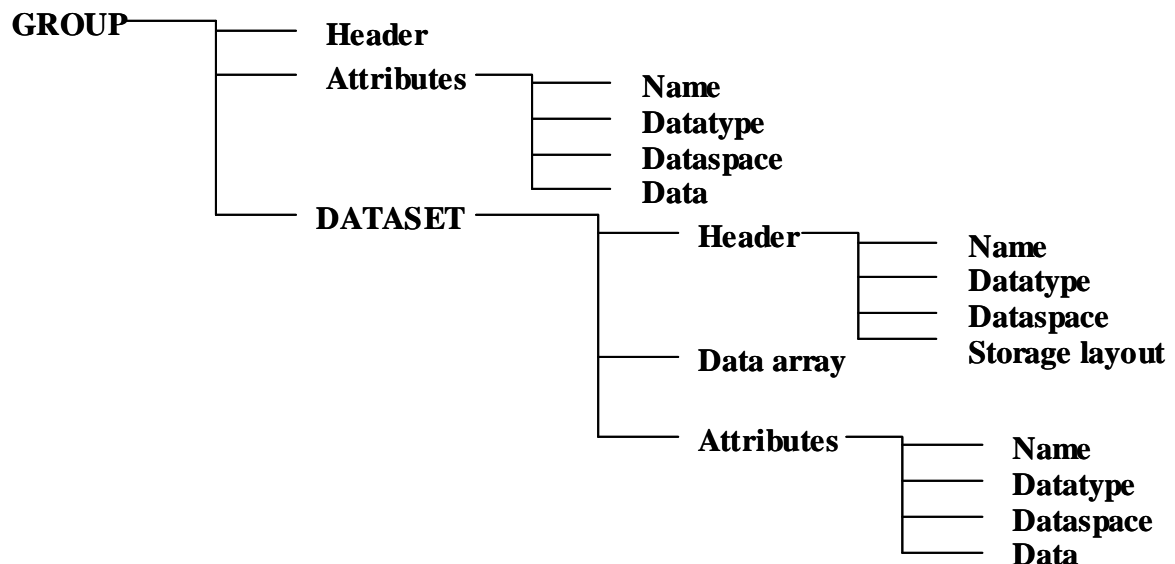 GROUP
Header
Attributes
Name
Datatype
Dataspace
Data
DATASET
Header
Name
Datatype
Dataspace
Storage layout
Data array
Attributes
Name
Datatype
Dataspace
Data